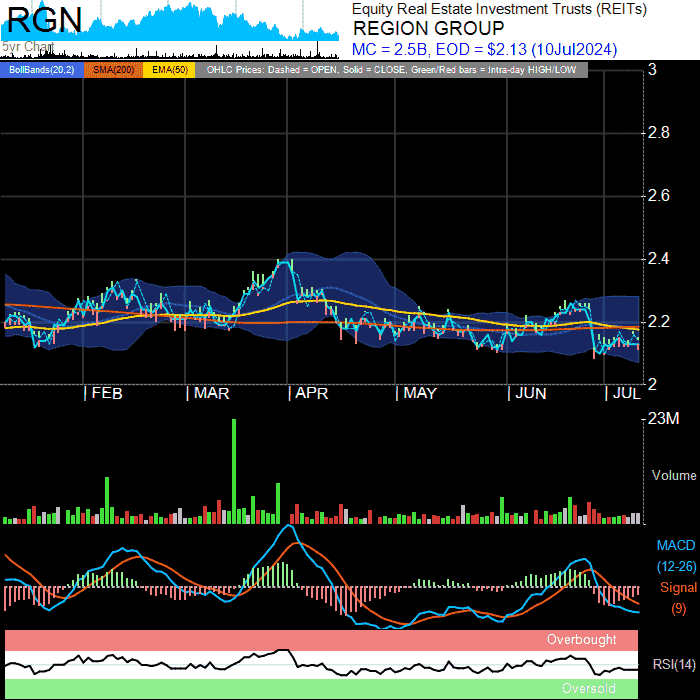 RGN
5yr Chart
Equity Real Estate Investment Trusts (REITs)
REGION GROUP
MC = 2.5B, EOD = $2.13 (10Jul2024)
BollBands(20,2) SMA(200) EMA(50) OHLC Prices: Dashed = OPEN, Solid = CLOSE, Green/Red bars = Intra-day HIGH/LOW
3
2.8
2.6
2.4
2.2
2
FEB MAR APR MAY JUN JUL
23M
Volume
MACD
(12-26)
Signal
(9)
Overbought
RSI(14)
Oversold